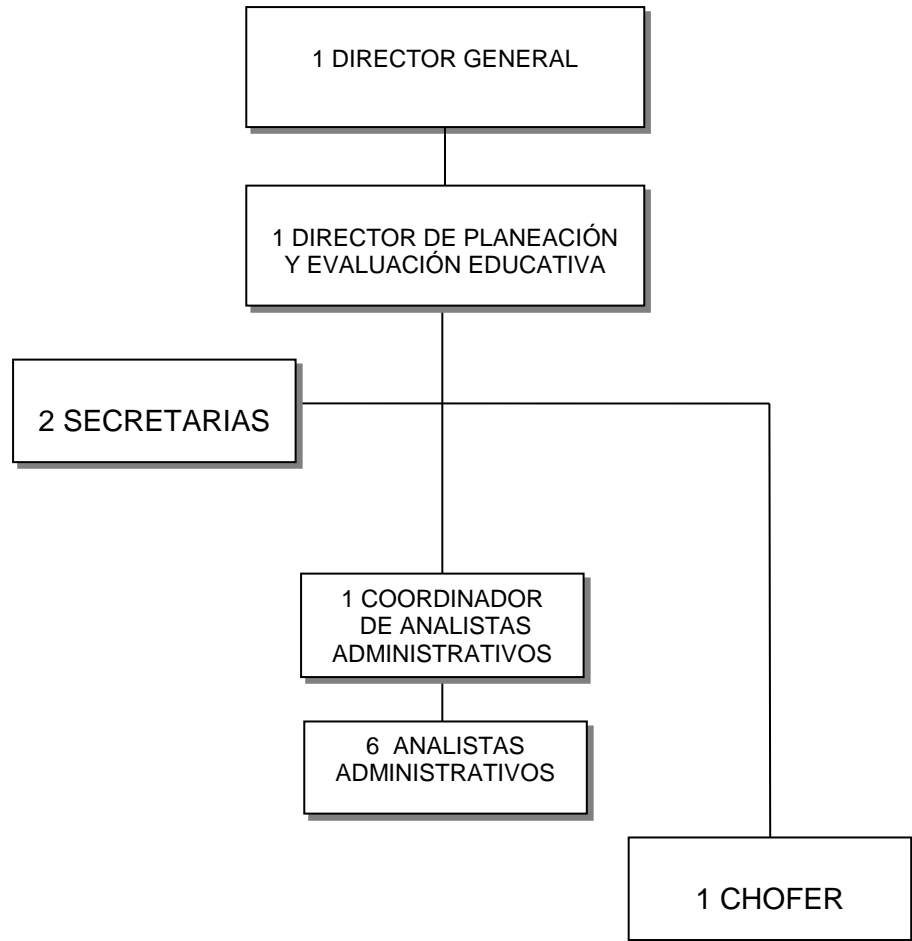 1 DIRECTOR GENERAL
1 DIRECTOR DE PLANEACIÓN
Y EVALUACIÓN EDUCATIVA
2 SECRETARIAS
1 COORDINADOR
DE ANALISTAS
ADMINISTRATIVOS
6 ANALISTAS
ADMINISTRATIVOS
1 CHOFER